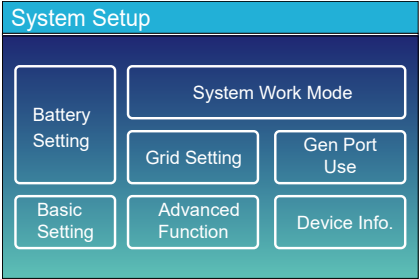 System Setup
Battery
Setting
System Work Mode
Grid Setting
Gen Port
Use
Basic
Setting
Advanced
Function
Device Info.